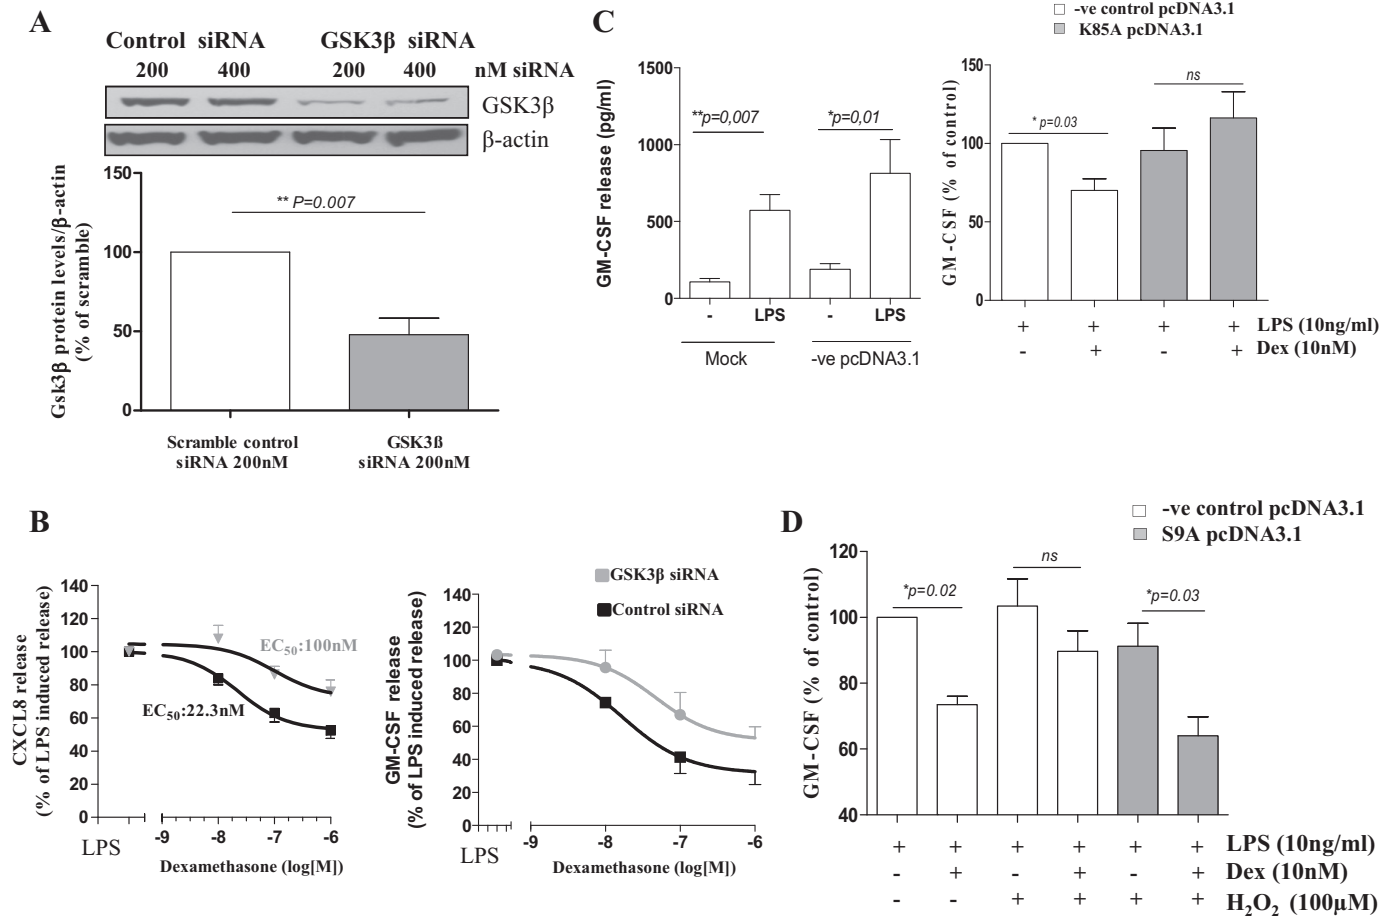 A
Control siRNA GSK3β siRNA
200 400 200 400 nM siRNA
GSK3β
β-actin
Gsk3β protein levels/β-actin
(% of scramble)
150
100
50
0
** P=0.007
Scramble control
siRNA 200nM
GSK3ß
siRNA 200nM
C
GM-CSF release (pg/ml)
1500
1000
500
0
**p=0,007
*p=0,01
- LPS - LPS
Mock -ve pcDNA3.1
-ve control pcDNA3.1
K85A pcDNA3.1
GM-CSF (% of control)
150
100
50
0
* p=0.03
ns
+ + + + LPS (10ng/ml)
- + - + Dex (10nM)
B
CXCL8 release
(% of LPS induced release)
140
120
100
80
60
40
20
0
EC50:100nM
EC50:22.3nM
-9 -8 -7 -6
LPS
Dexamethasone (log[M])
GSK3β siRNA
Control siRNA
GM-CSF release
(% of LPS induced release)
140
120
100
80
60
40
20
0
-9 -8 -7 -6
LPS
Dexamethasone (log[M])
D
-ve control pcDNA3.1
S9A pcDNA3.1
GM-CSF (% of control)
120
100
80
60
40
*p=0.02
ns
*p=0.03
+ + + + + + LPS (10ng/ml)
- + - + - + Dex (10nM)
- - + + + + H2O2 (100µM)